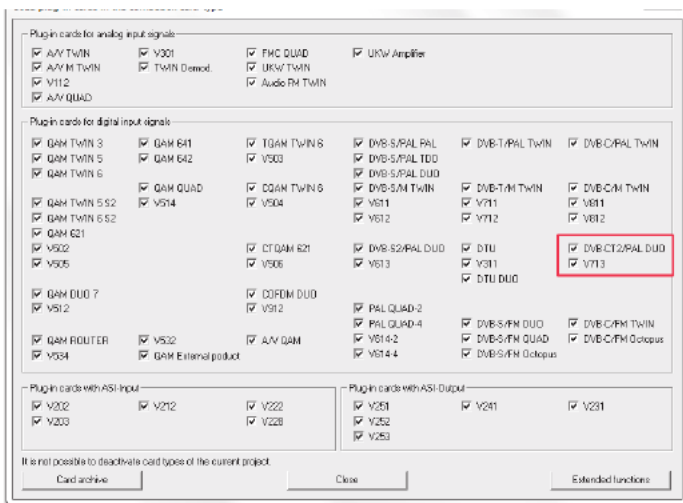 Plug-in cards for analog input signals
A/V TWIN V301 FMC QUAD UKW Amplifier
A/V M TWIN TWIN Demod. UKW TWIN
V112 Audio FM TWIN
A/V QUAD
Plug-in cards for digital input signals
QAM TWIN 3 QAM 641 TQAM TWIN 6 DVB-S/PAL PAL DVB-T/PAL TWIN DVB-C/PAL TWIN
QAM TWIN 5 QAM 642 V503 DVB-S/PAL TDO
QAM TWIN 6 DVB-S/PAL DUO
QAM QUAD CQAM TWIN 6 DVB-S/M TWIN DVB-T/M TWIN DVB-C/M TWIN
QAM TWIN 5 S2 V514 V504 V611 V711 V811
QAM TWIN 6 S2 V612 V712 V812
QAM 621
V502 CTQAM 621 DVB-S2/PAL DUO DTU DVB-CT2/PAL DUO
V505 V506 V613 V311 V713
DTU DUO
QAM DUO 7 COFDM DUO
V512 V912 PAL QUAD-2
PAL QUAD-4 DVB-S/FM DUO DVB-C/FM TWIN
QAM ROUTER V532 A/V QAM V614-2 DVB-S/FM QUAD DVB-C/FM Octopus
V534 QAM External poduct V614-4 DVB-S/FM Octopus
Plug-in cards with ASI-Input Plug-in cards with ASI-Output
V202 V212 V222 V251 V241 V231
V203 V228 V252
V253
It is not possible to deactivate card types of the current project.
Card archive Close Extended functions